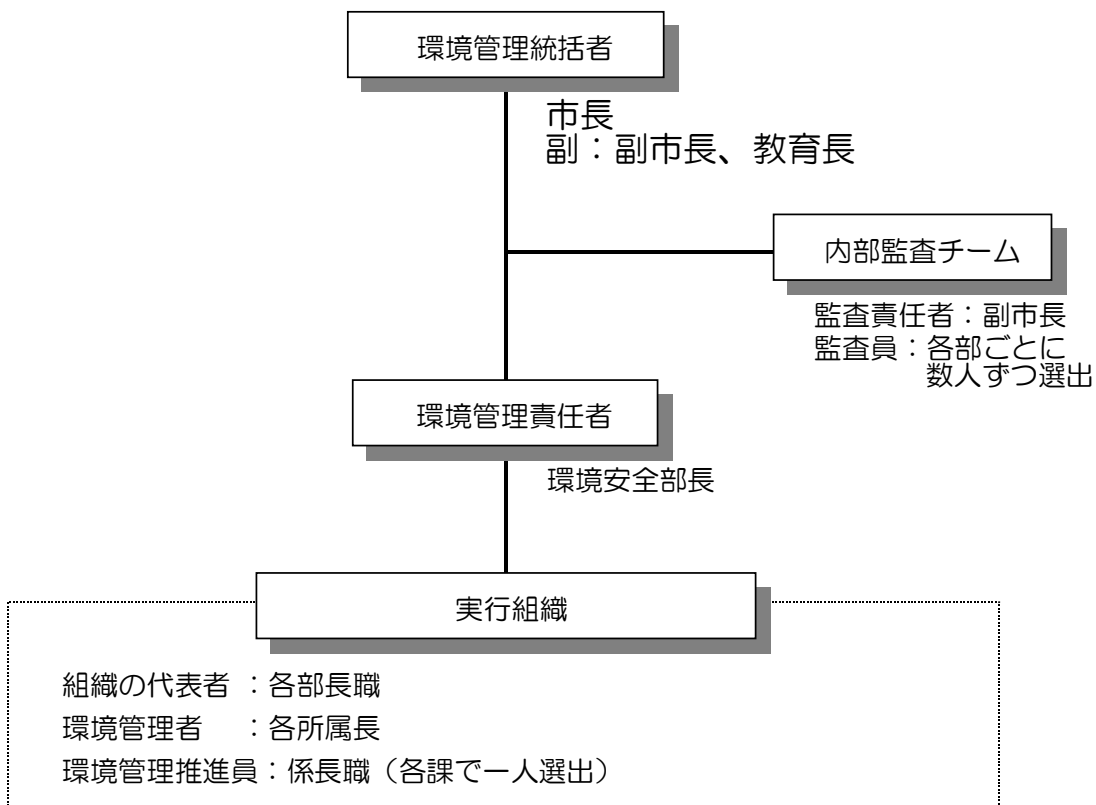 環境管理統括者
市長
副：副市長、教育長
内部監査チーム
監査責任者：副市長
監査員：各部ごとに
数人ずつ選出
環境管理責任者
環境安全部長
実行組織
組織の代表者　：各部長職
環境管理者　　：各所属長
環境管理推進員：係長職（各課で一人選出）